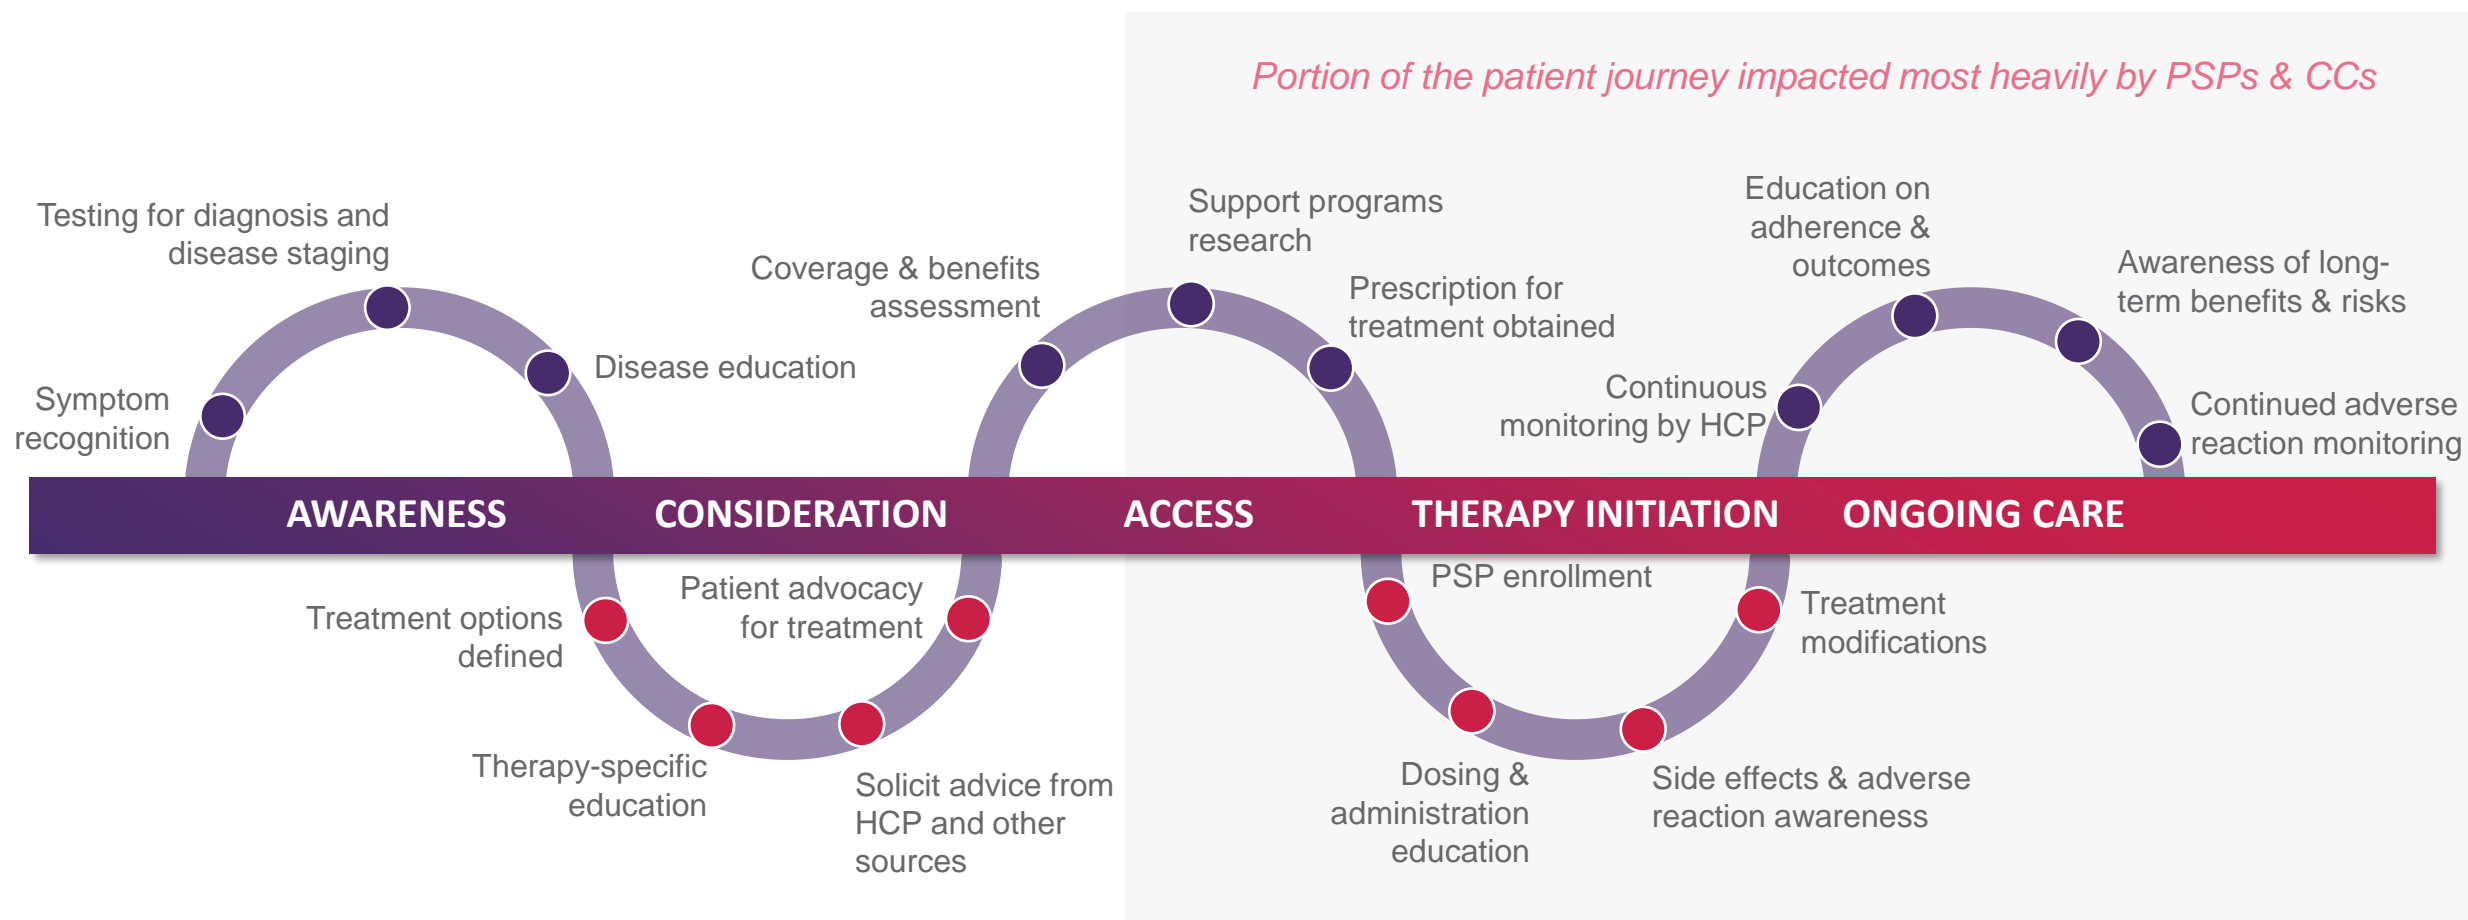 Portion of the patient journey impacted most heavily by PSPs & CCs
Testing for diagnosis and
disease staging
Symptom
recognition
Disease education
Coverage & benefits
assessment
Support programs
research
Prescription for
treatment obtained
Continuous
monitoring by HCP
Education on
adherence &
outcomes
Awareness of long-
term benefits & risks
Continued adverse
reaction monitoring
AWARENESS
CONSIDERATION
ACCESS
THERAPY INITIATION
ONGOING CARE
Treatment options
defined
Therapy-specific
education
Patient advocacy
for treatment
Solicit advice from
HCP and other
sources
PSP enrollment
Dosing &
administration
education
Side effects & adverse
reaction awareness
Treatment
modifications